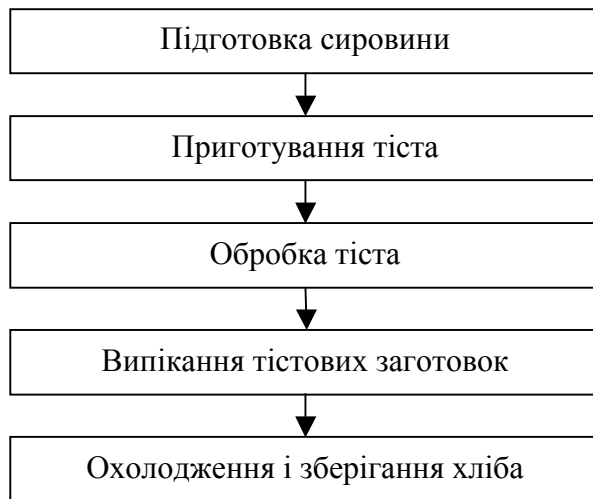 Підготовка сировини
Приготування тіста
Обробка тіста
Випікання тістових заготовок
Охолодження і зберігання хліба